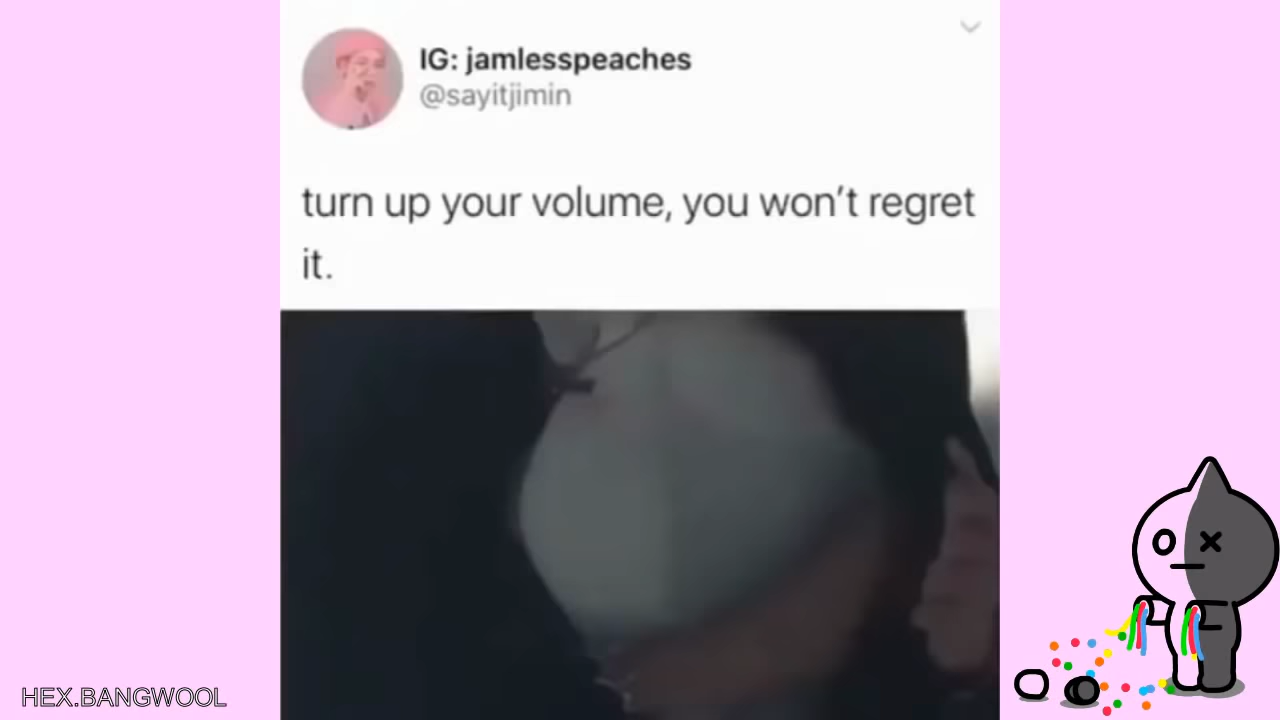 IG: jamlesspeaches
@sayitjimin
turn up your volume, you won't regret
it.
HEX.BANGWOOL